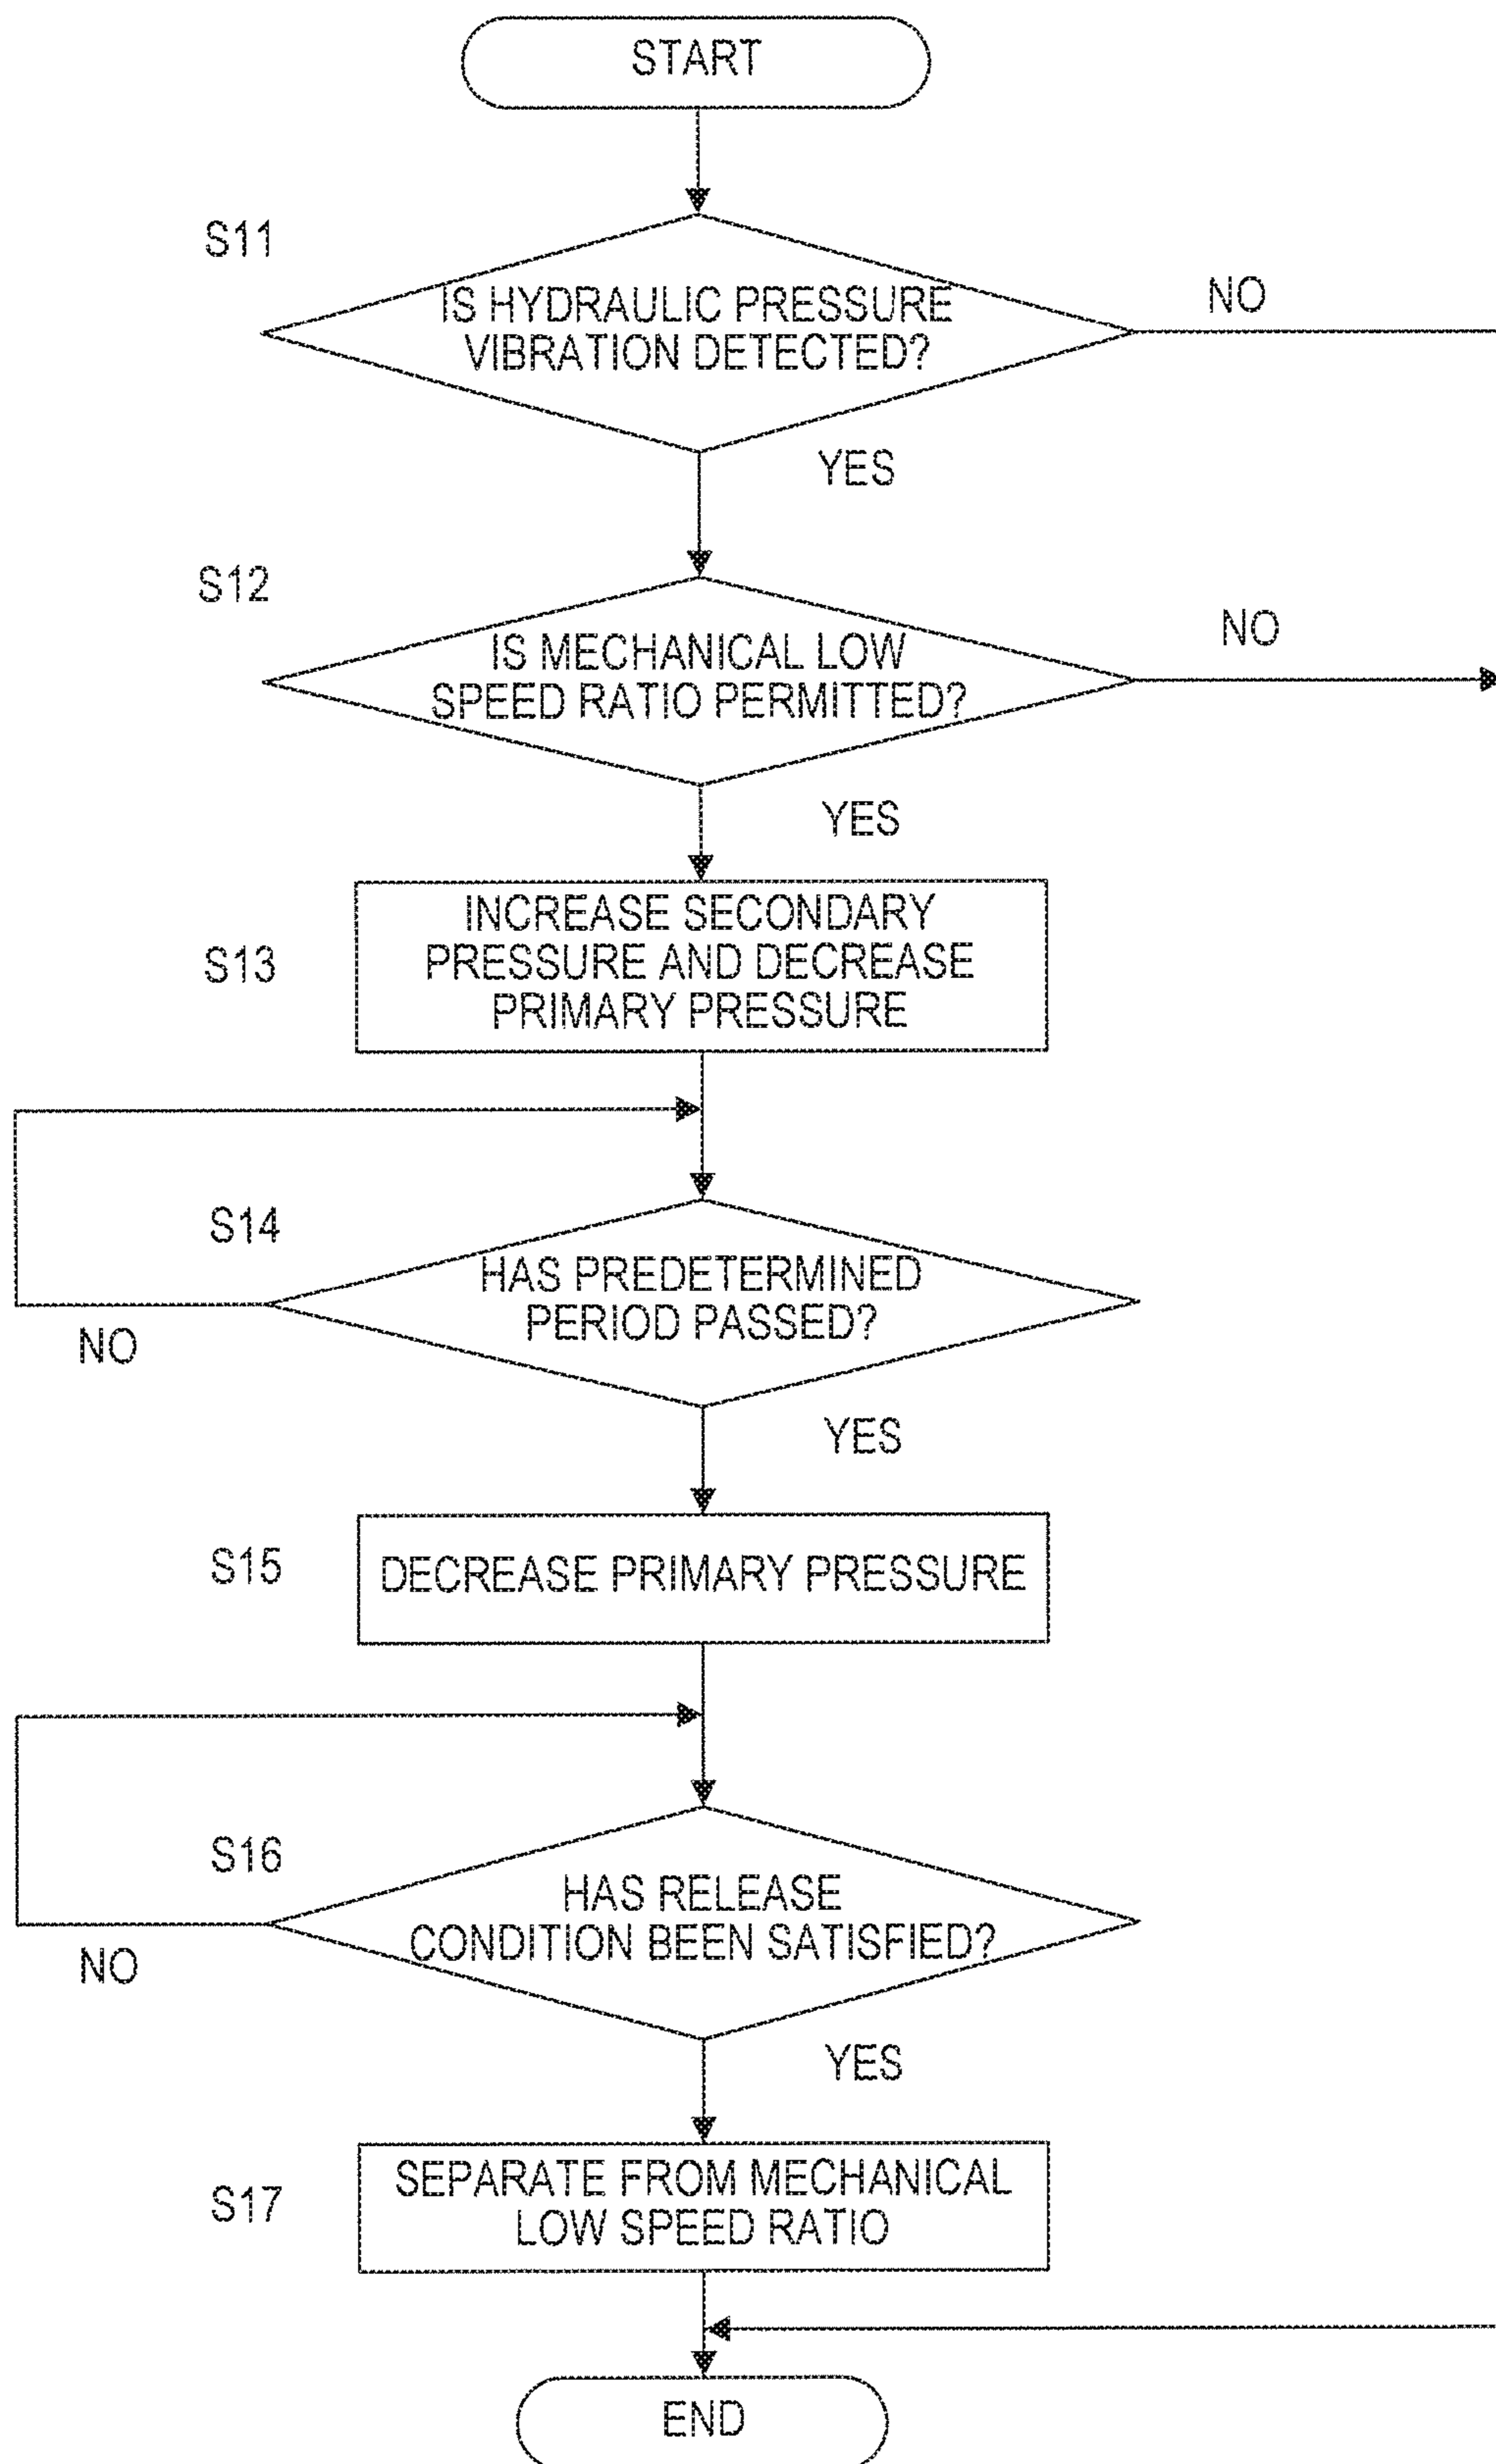 START
S11
IS HYDRAULIC PRESSURE
VIBRATION DETECTED?
NO
YES
S12
IS MECHANICAL LOW
SPEED RATIO PERMITTED?
NO
YES
S13
INCREASE SECONDARY
PRESSURE AND DECREASE
PRIMARY PRESSURE
S14
HAS PREDETERMINED
PERIOD PASSED?
NO
YES
S15
DECREASE PRIMARY PRESSURE
S16
HAS RELEASE
CONDITION BEEN SATISFIED?
NO
YES
S17
SEPARATE FROM MECHANICAL
LOW SPEED RATIO
END